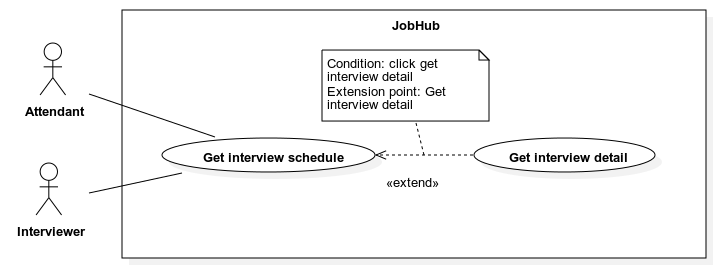 JobHub
Condition: click get
interview detail
Extension point: Get
interview detail
Attendant
Get interview schedule
Get interview detail
«extend»
Interviewer